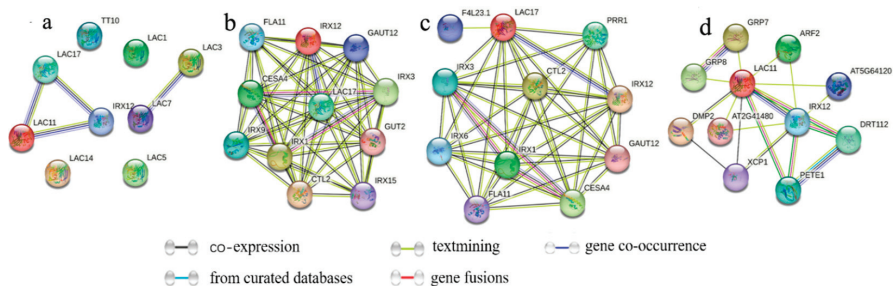 a
TT10
LAC1
LAC17
LAC3
LAC7
LAC11
IRX12
LAC14
LAC5
b
FLA11
IRX12
GAUT12
CESA4
IRX3
LAC17
IRX9
IRX1
GUT2
CTL2
IRX15
c
F4L23.1
LAC17
PRR1
IRX3
CTL2
IRX12
IRX6
IRX1
GAUT12
FLA11
CESA4
d
GRP7
ARF2
GRP8
LAC11
AT5G64120
DMP2
AT2G41480
IRX12
DRT112
XCP1
PETE1
co-expression
textmining
gene co-occurrence
from curated databases
gene fusions